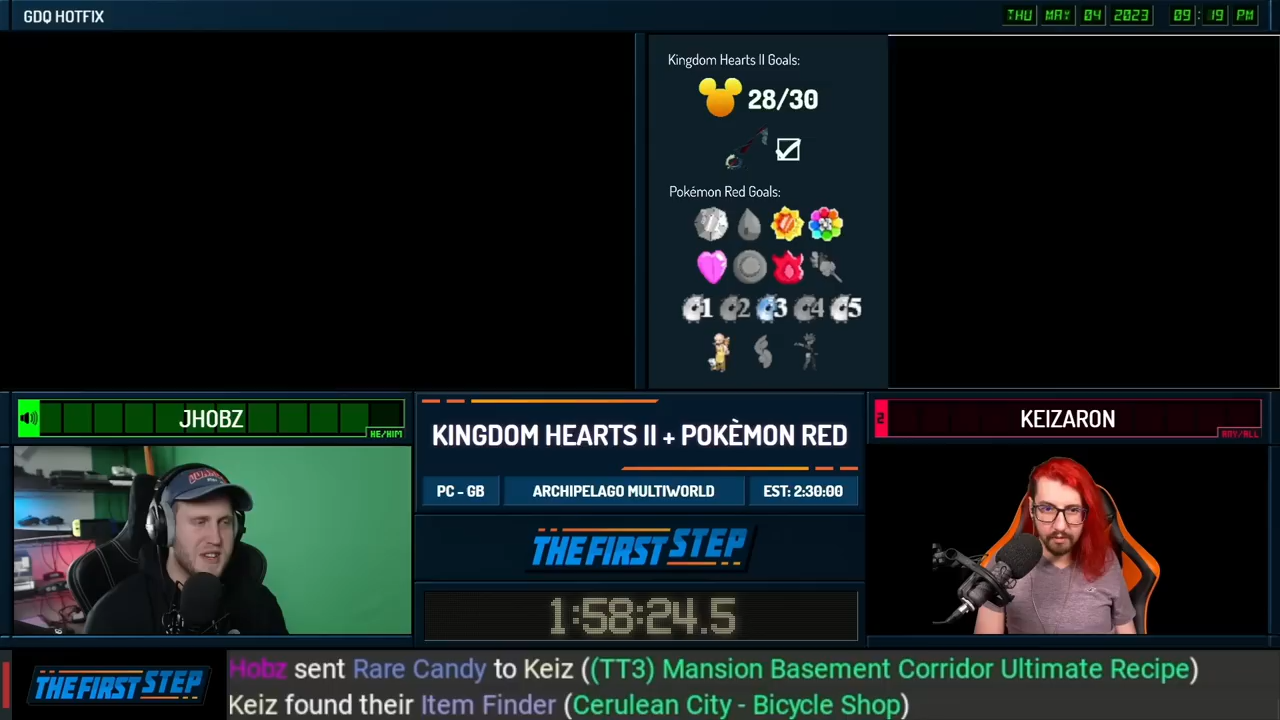 GDQ HOTFIX
THU MAY 04 2023 09:19 PM
Kingdom Hearts II Goals:
28/30
Pokémon Red Goals:
1 2 3 4 5
JHOBZ
HE/HIM
KINGDOM HEARTS II + POKÈMON RED
PC - GB
ARCHIPELAGO MULTIWORLD
EST: 2:30:00
THE FIRST STEP
1:58:24.5
2
KEIZARON
ANY/ALL
THE FIRST STEP
Hobz sent Rare Candy to Keiz ((TT3) Mansion Basement Corridor Ultimate Recipe)
Keiz found their Item Finder (Cerulean City - Bicycle Shop)